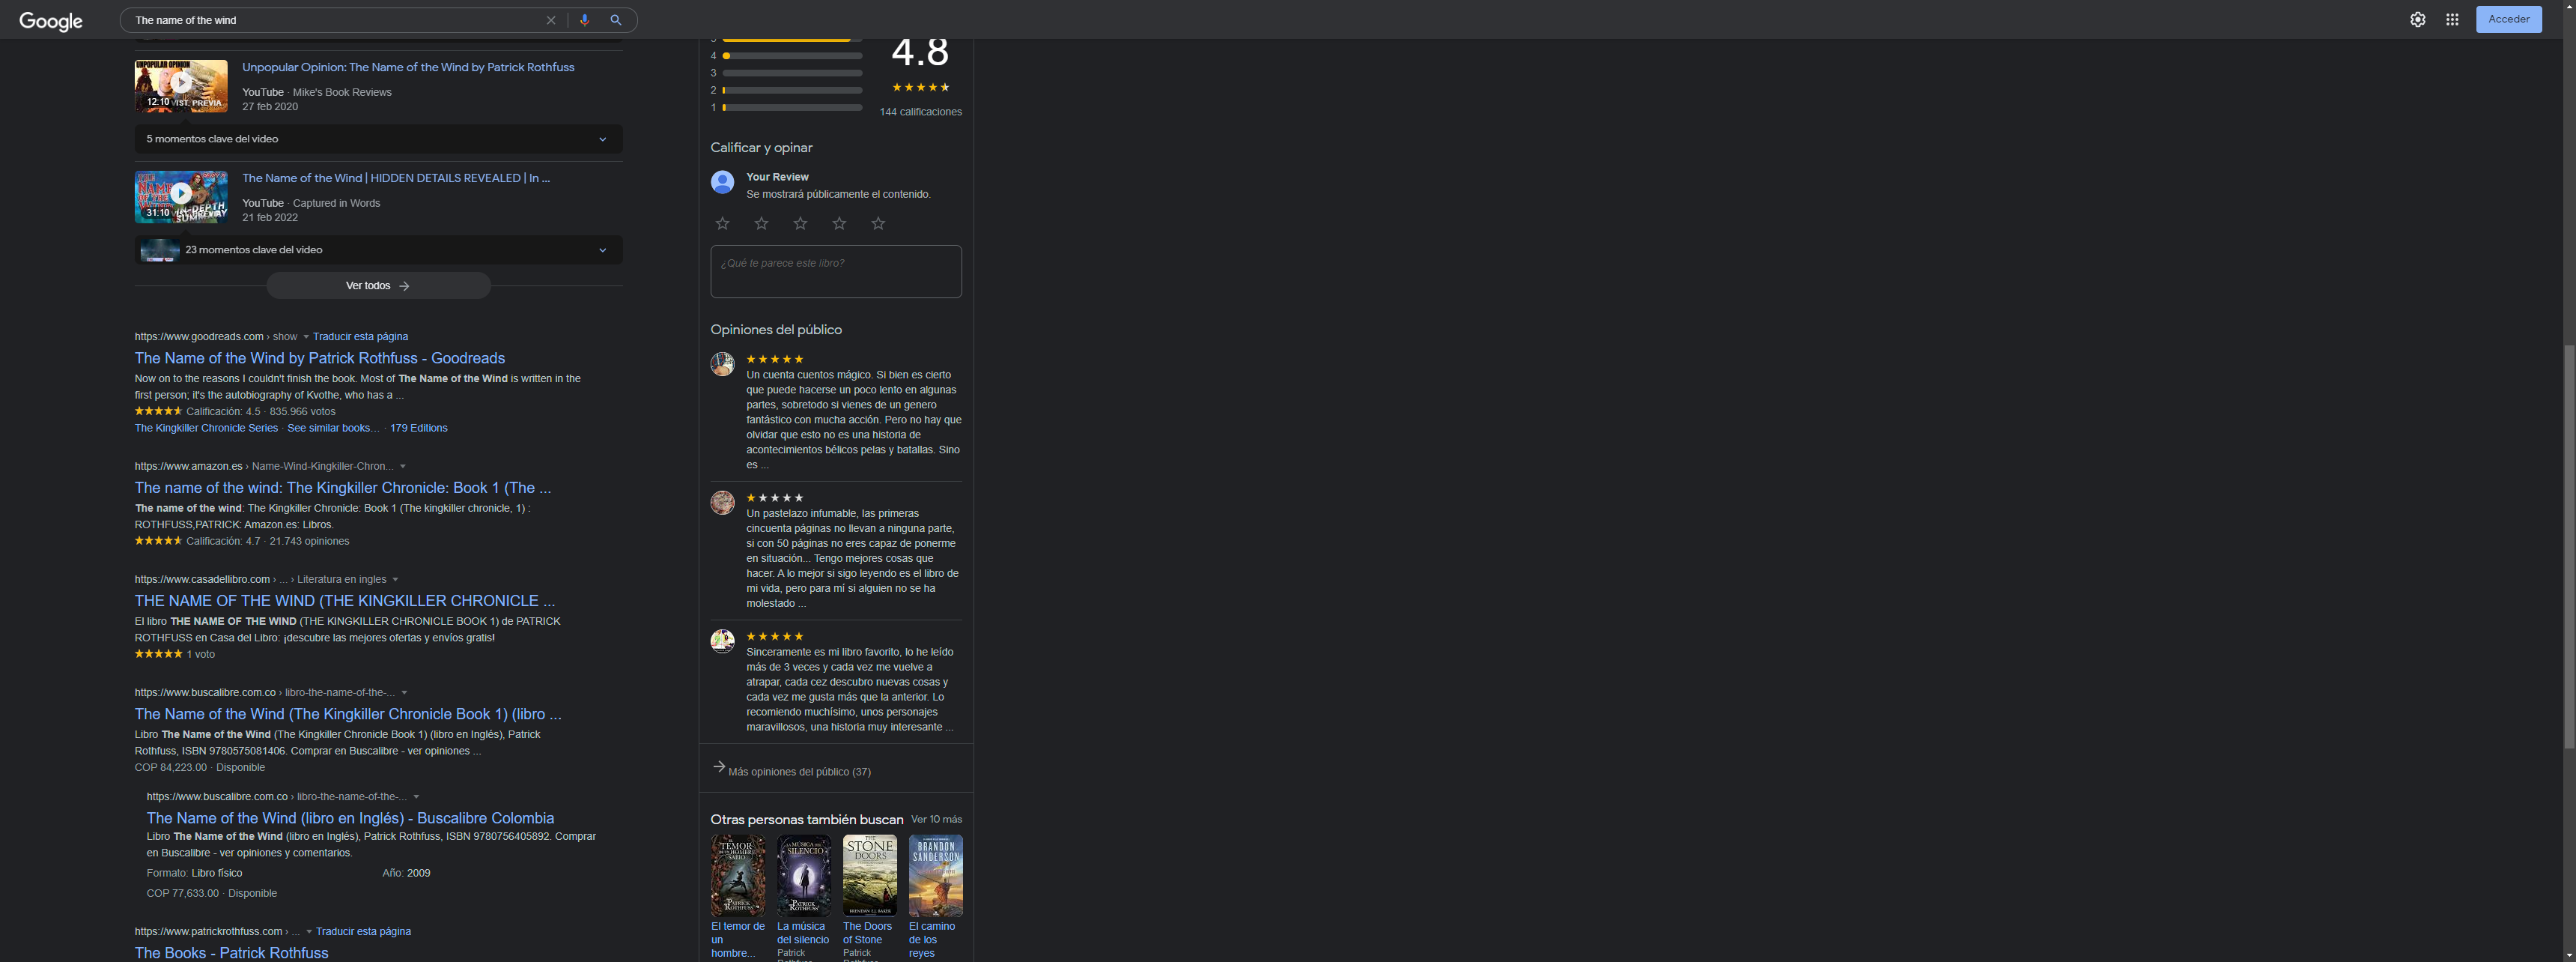 Google
The name of the wind
Acceder
Unpopular Opinion: The Name of the Wind by Patrick Rothfuss
YouTube · Mike's Book Reviews
27 feb 2020
UNPOPULAR OPINION
12:10
VIST. PREVIA
5 momentos clave del video
The Name of the Wind | HIDDEN DETAILS REVEALED | In ...
YouTube · Captured in Words
21 feb 2022
31:10
23 momentos clave del video
Ver todos
https://www.goodreads.com › show Traducir esta página
The Name of the Wind by Patrick Rothfuss - Goodreads
Now on to the reasons I couldn't finish the book. Most of The Name of the Wind is written in the
first person; it's the autobiography of Kvothe, who has a ...
Calificación: 4.5 · 835.966 votos
The Kingkiller Chronicle Series · See similar books… · 179 Editions
https://www.amazon.es › Name-Wind-Kingkiller-Chron...
The name of the wind: The Kingkiller Chronicle: Book 1 (The ...
The name of the wind: The Kingkiller Chronicle: Book 1 (The kingkiller chronicle, 1) :
ROTHFUSS,PATRICK: Amazon.es: Libros.
Calificación: 4.7 · 21.743 opiniones
https://www.casadellibro.com › ... › Literatura en ingles
THE NAME OF THE WIND (THE KINGKILLER CHRONICLE ...
El libro THE NAME OF THE WIND (THE KINGKILLER CHRONICLE BOOK 1) de PATRICK
ROTHFUSS en Casa del Libro: ¡descubre las mejores ofertas y envíos gratis!
1 voto
https://www.buscalibre.com.co › libro-the-name-of-the-...
The Name of the Wind (The Kingkiller Chronicle Book 1) (libro ...
Libro The Name of the Wind (The Kingkiller Chronicle Book 1) (libro en Inglés), Patrick
Rothfuss, ISBN 9780575081406. Comprar en Buscalibre - ver opiniones ...
COP 84,223.00 · Disponible
https://www.buscalibre.com.co › libro-the-name-of-the-...
The Name of the Wind (libro en Inglés) - Buscalibre Colombia
Libro The Name of the Wind (libro en Inglés), Patrick Rothfuss, ISBN 9780756405892. Comprar
en Buscalibre - ver opiniones y comentarios.
Formato: Libro físico Año: 2009
COP 77,633.00 · Disponible
https://www.patrickrothfuss.com › ... Traducir esta página
The Books - Patrick Rothfuss
4
3
2
1
4.8
144 calificaciones
Calificar y opinar
Your Review
Se mostrará públicamente el contenido.
¿Qué te parece este libro?
Opiniones del público
Un cuenta cuentos mágico. Si bien es cierto
que puede hacerse un poco lento en algunas
partes, sobretodo si vienes de un genero
fantástico con mucha acción. Pero no hay que
olvidar que esto no es una historia de
acontecimientos bélicos pelas y batallas. Sino
es ...
Un pastelazo infumable, las primeras
cincuenta páginas no llevan a ninguna parte,
si con 50 páginas no eres capaz de ponerme
en situación... Tengo mejores cosas que
hacer. A lo mejor si sigo leyendo es el libro de
mi vida, pero para mí si alguien no se ha
molestado ...
Sinceramente es mi libro favorito, lo he leído
más de 3 veces y cada vez me vuelve a
atrapar, cada cez descubro nuevas cosas y
cada vez me gusta más que la anterior. Lo
recomiendo muchísimo, unos personajes
maravillosos, una historia muy interesante ...
Más opiniones del público (37)
Otras personas también buscan Ver 10 más
TEMOR
PATRICK
ROTHFUSS
LA MÚSICA DEL
SILENCIO
PATRICK
ROTHFUSS
THE
STONE
DOORS
BRENDAN E.J. BAKER
BRANDON
SANDERSON
El temor de
un
hombre...
La música
del silencio
Patrick
The Doors
of Stone
Patrick
El camino
de los
reyes